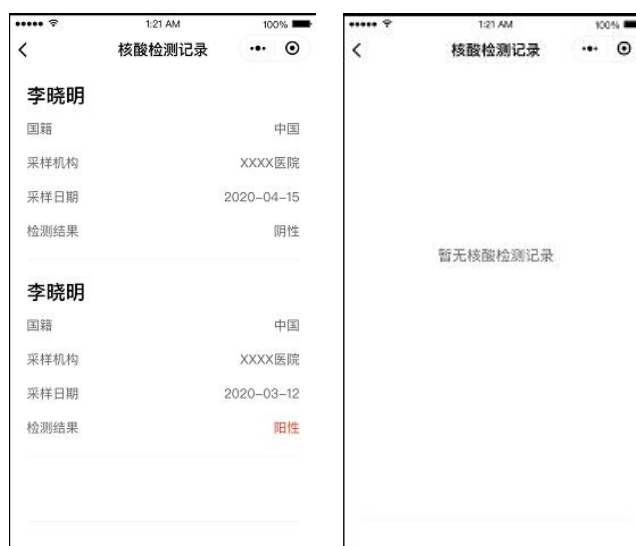 1:21 AM
100%
核酸检测记录
李晓明
国籍 中国
采样机构 XXXX医院
采样日期 2020-04-15
检测结果 阴性
李晓明
国籍 中国
采样机构 XXXX医院
采样日期 2020-03-12
检测结果 阳性
1:21 AM
100%
核酸检测记录
暂无核酸检测记录